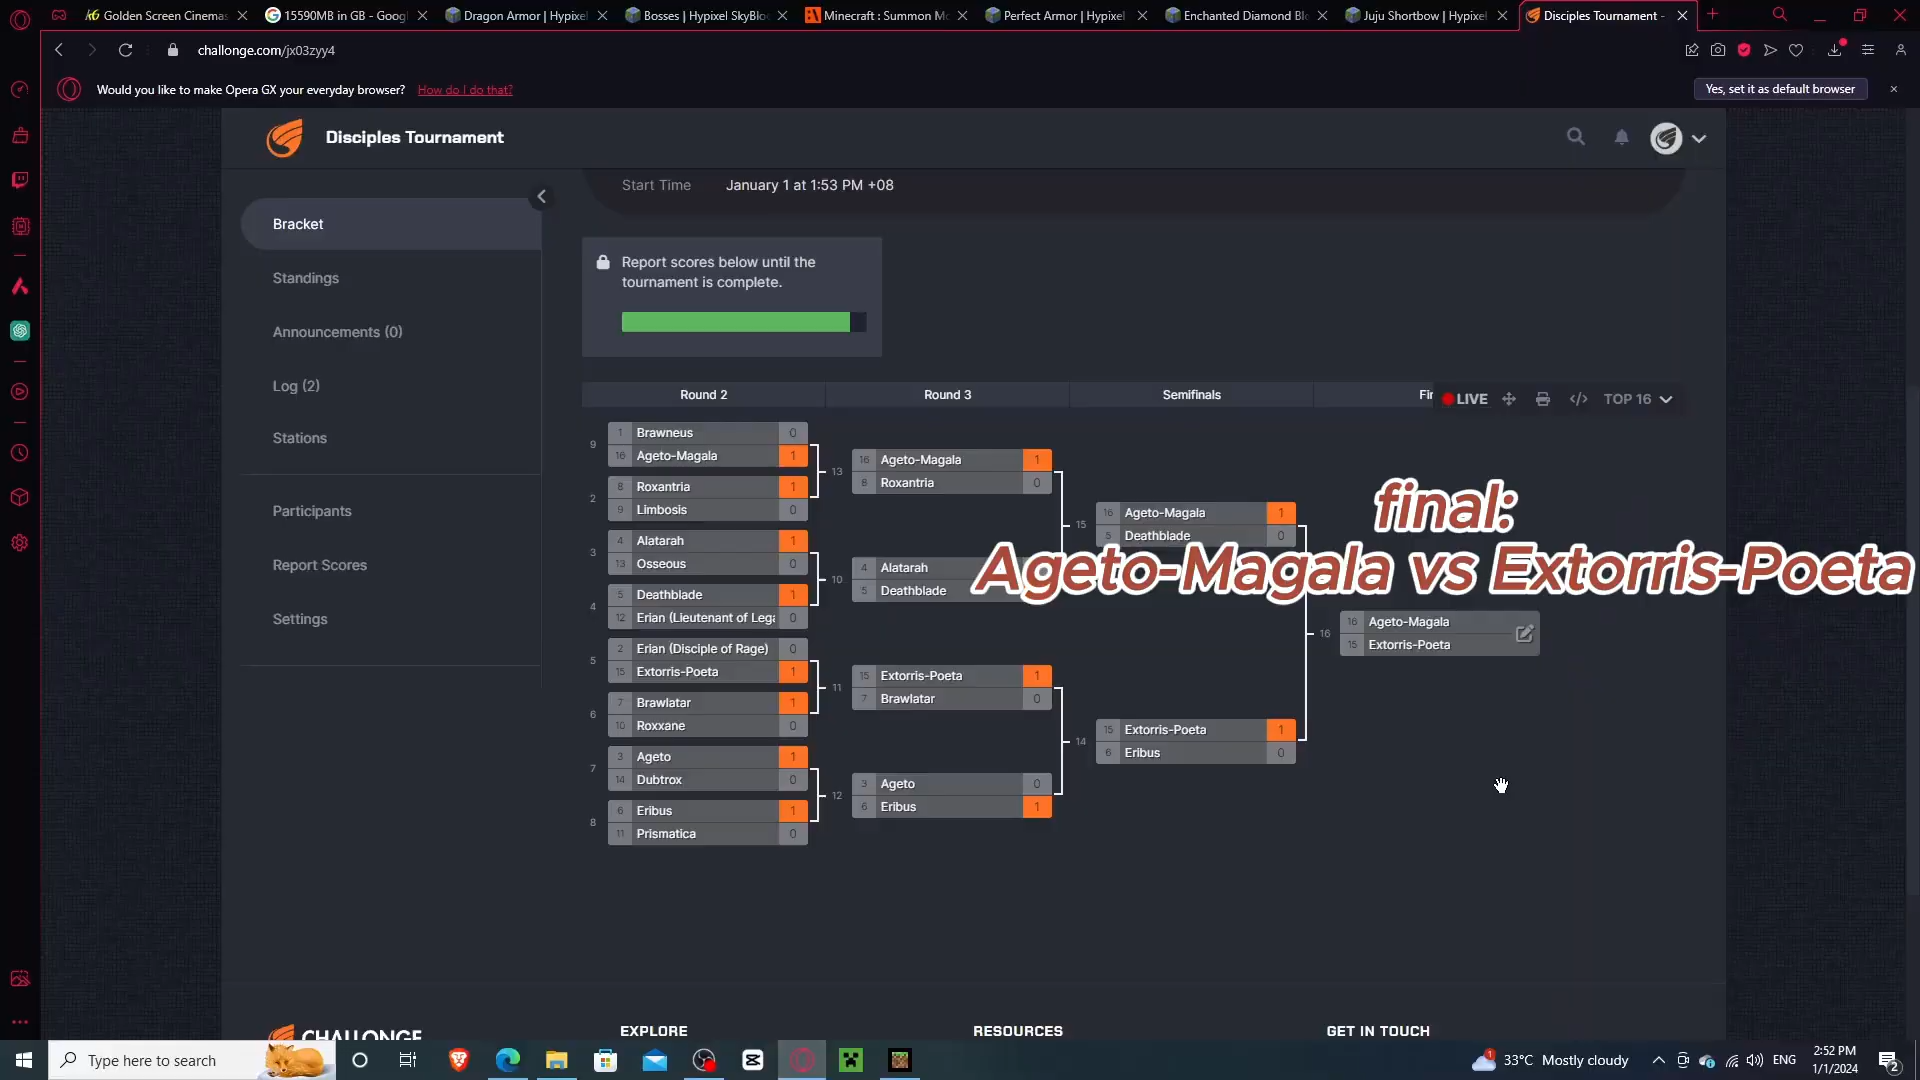 Golden Screen Cinemas
15590MB in GB - Goog
Dragon Armor | Hypixel
Bosses | Hypixel SkyBlo
Minecraft : Summon Mo
Perfect Armor | Hypixel
Enchanted Diamond Bl
Juju Shortbow | Hypixel
Disciples Tournament -
challonge.com/jx03zyy4
Would you like to make Opera GX your everyday browser? How do I do that?
Yes, set it as default browser
Disciples Tournament
Start Time January 1 at 1:53 PM +08
Bracket
Standings
Announcements (0)
Log (2)
Stations
Participants
Report Scores
Settings
Report scores below until the
tournament is complete.
Round 2 Round 3 Semifinals Fin
LIVE </> TOP 16
9
1 Brawneus 0
16 Ageto-Magala 1
2
8 Roxantria 1
9 Limbosis 0
3
4 Alatarah 1
13 Osseous 0
4
5 Deathblade 1
12 Erian (Lieutenant of Lega 0
5
2 Erian (Disciple of Rage) 0
15 Extorris-Poeta 1
6
7 Brawlatar 1
10 Roxxane 0
7
3 Ageto 1
14 Dubtrox 0
8
6 Eribus 1
11 Prismatica 0
13
16 Ageto-Magala 1
8 Roxantria 0
10
4 Alatarah
5 Deathblade
11
15 Extorris-Poeta 1
7 Brawlatar 0
12
3 Ageto 0
6 Eribus 1
15
16 Ageto-Magala 1
5 Deathblade 0
14
15 Extorris-Poeta 1
6 Eribus 0
16
16 Ageto-Magala
15 Extorris-Poeta
final:
Ageto-Magala vs Extorris-Poeta
CHALLONGE
EXPLORE
RESOURCES
GET IN TOUCH
Type here to search
1
33°C Mostly cloudy
ENG
2:52 PM
1/1/2024
2